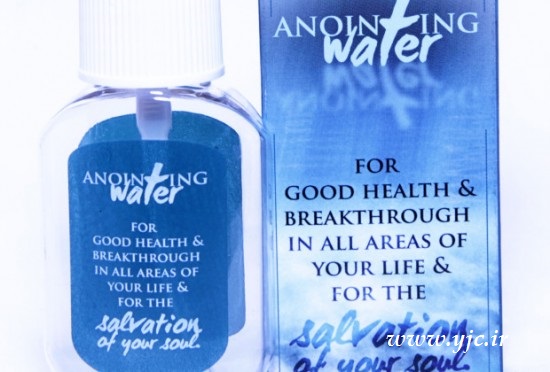 ANOINTING
water
FOR
GOOD HEALTH &
BREAKTHROUGH
IN ALL AREAS OF
YOUR LIFE &
FOR THE
salvation
of your soul.
ANOINTING
water
FOR
GOOD HEALTH &
BREAKTHROUGH
IN ALL AREAS OF
YOUR LIFE &
FOR THE
salvation
of your soul.
www.yjc.ir